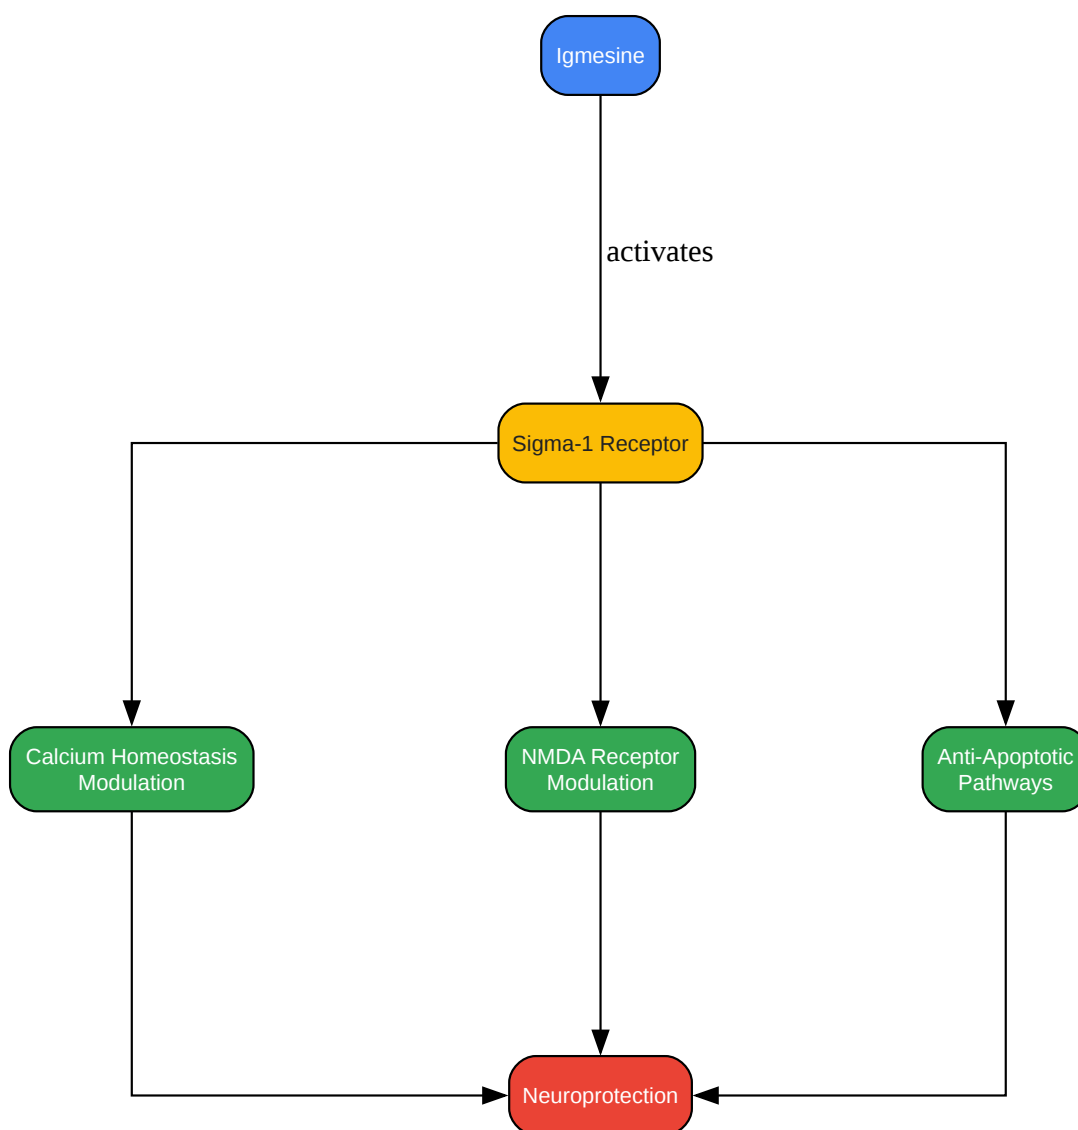 Igmesine
activates
Sigma-1 Receptor
Calcium Homeostasis
Modulation
NMDA Receptor
Modulation
Anti-Apoptotic
Pathways
Neuroprotection